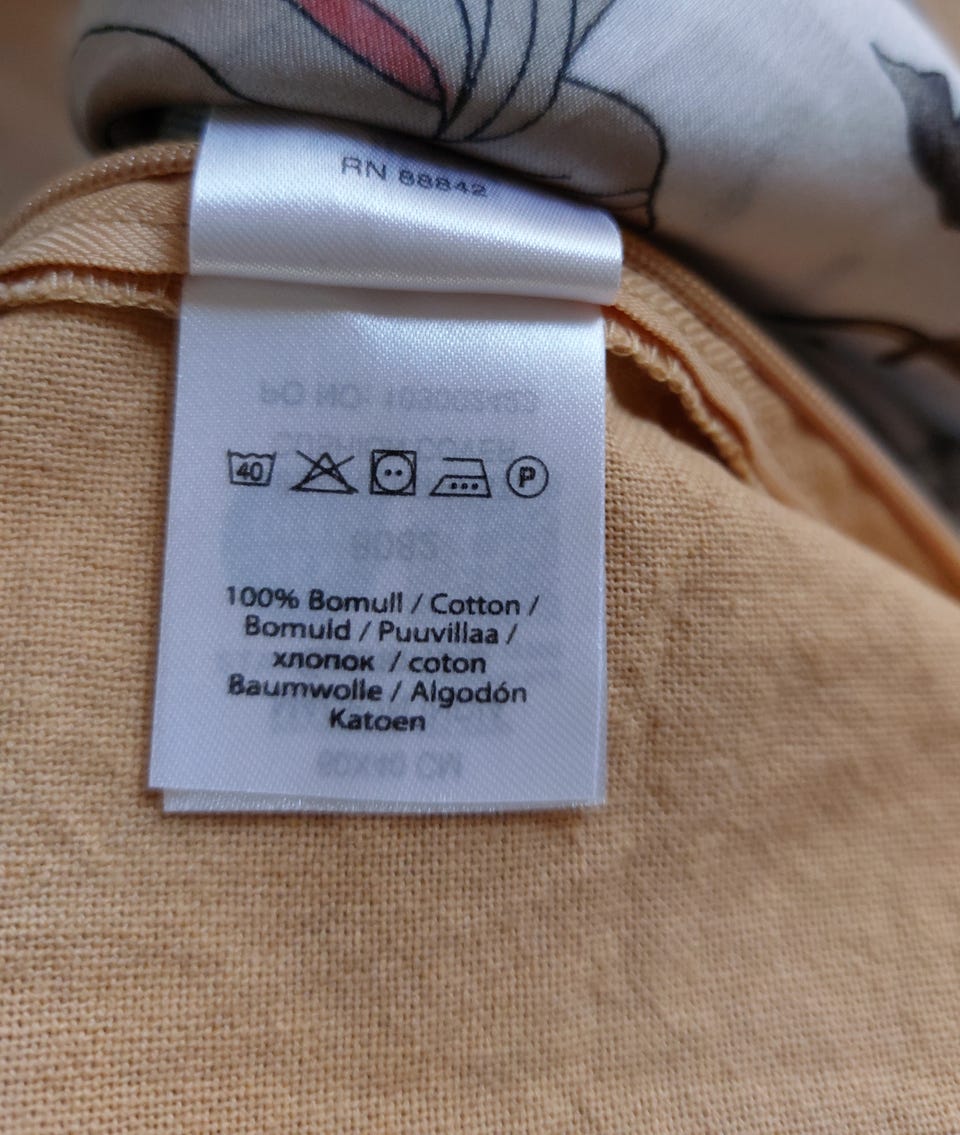 RN 88842
40
P
100% Bomull / Cotton /
Bomuld / Puuvillaa /
хлопок / coton
Baumwolle / Algodón
Katoen